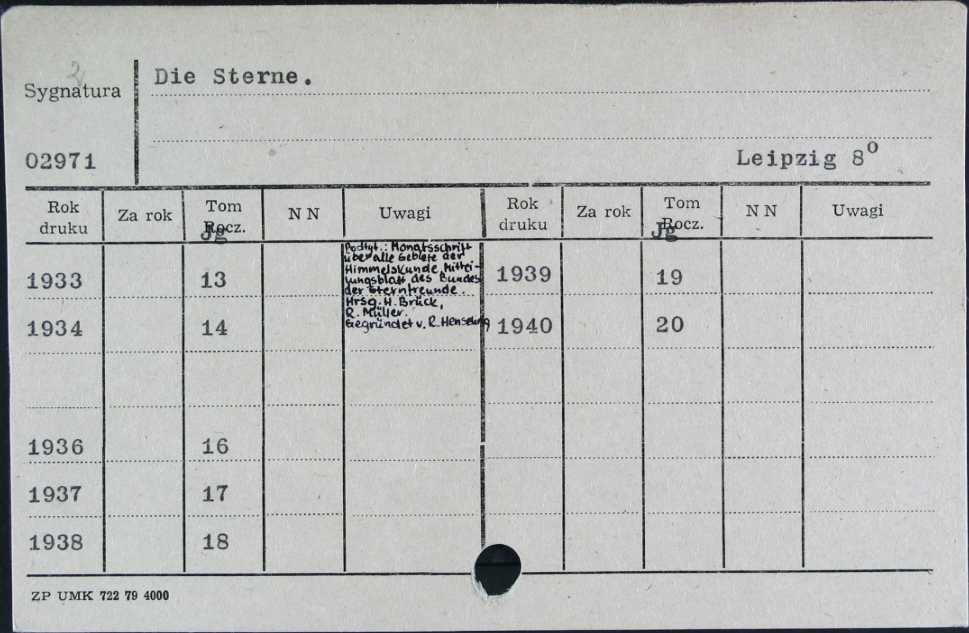 2
Sygnatura
Die Sterne.
02971
Leipzig 8⁰
Rok druku
Za rok
Tom Rocz.
Jg
N N
Uwagi
Rok druku
Za rok
Tom Rocz.
Jg
N N
Uwagi
1933 13
Podtyt.: Monatsschrift
über alle Gebiete der
Himmelskunde, Mittei-
lungsblatt des Bundes
der Sternfreunde.
Hrsg. H. Brück,
R. Müller.
Gegründet v. R. Henseling
1939 19
1934 14
1940 20
1936 16
1937 17
1938 18
ZP UMK 722 79 4000